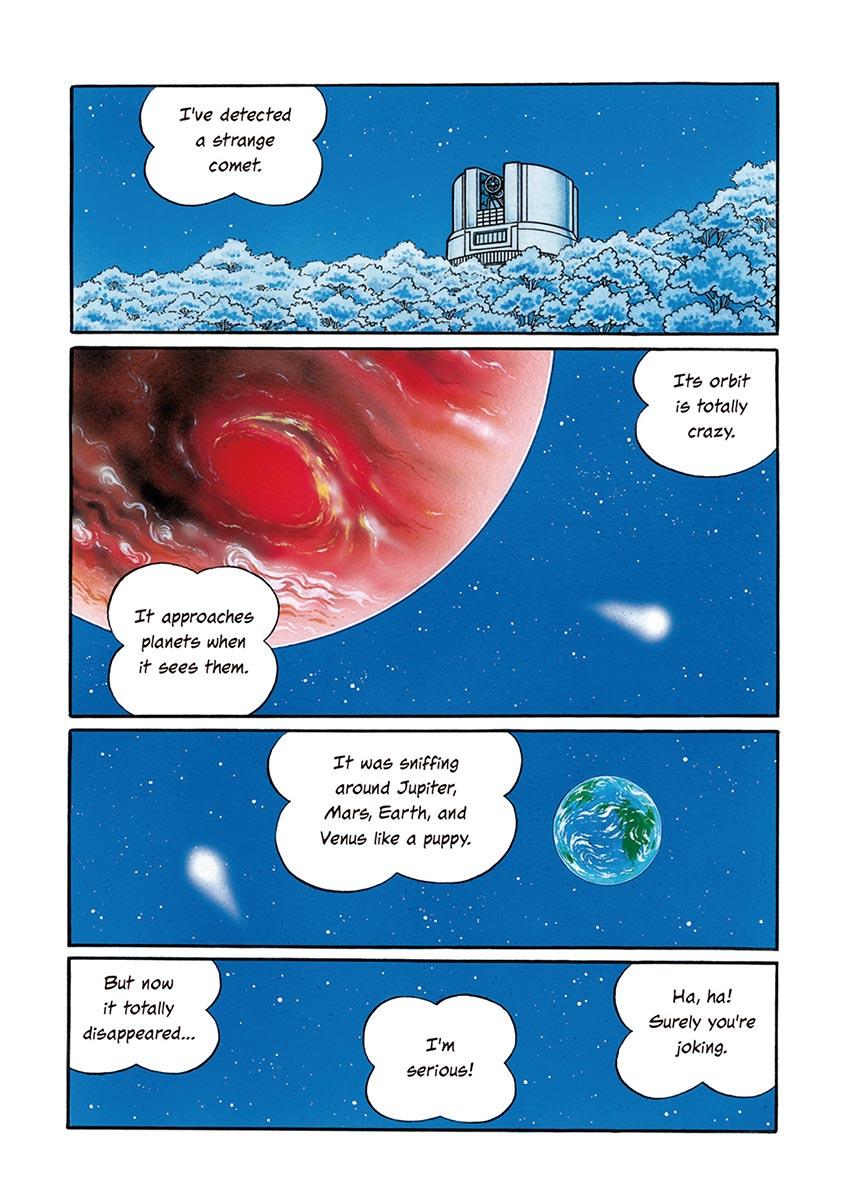 I've detected
a strange
comet.
Its orbit
is totally
crazy.
It approaches
planets when
it sees them.
It was sniffing
around Jupiter,
Mars, Earth, and
Venus like a puppy.
Ha, ha!
Surely you're
joking.
I'm
serious!
But now
it totally
disappeared...